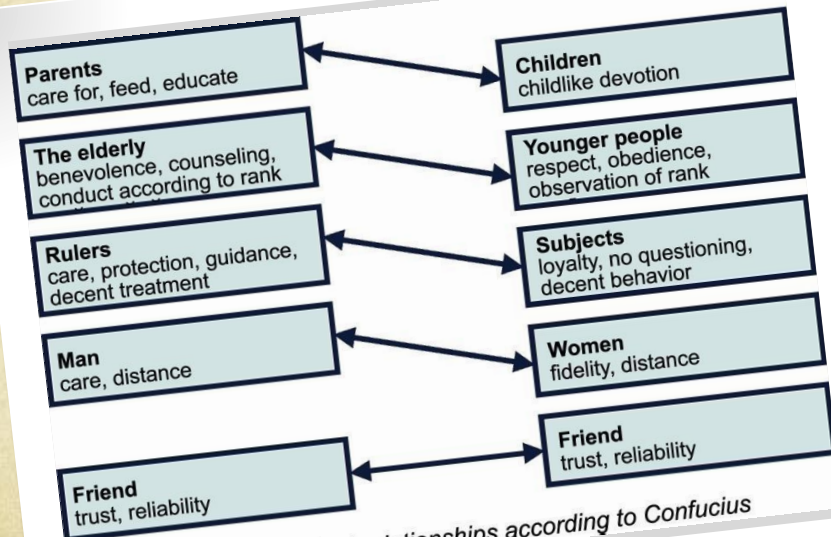 Parents
care for, feed, educate
Children
childlike devotion
The elderly
benevolence, counseling,
conduct according to rank
Younger people
respect, obedience,
observation of rank
Rulers
care, protection, guidance,
decent treatment
Subjects
loyalty, no questioning,
decent behavior
Man
care, distance
Women
fidelity, distance
Friend
trust, reliability
Friend
trust, reliability
according to Confucius